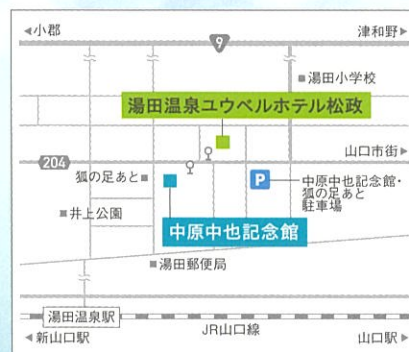 ◀小郡
津和野▶
9
湯田小学校
湯田温泉ユウベルホテル松政
204
山口市街▶
狐の足あと
P
中原中也記念館・
狐の足あと
駐車場
井上公園
中原中也記念館
湯田郵便局
湯田温泉駅
◀新山口駅
JR山口線
山口駅▶